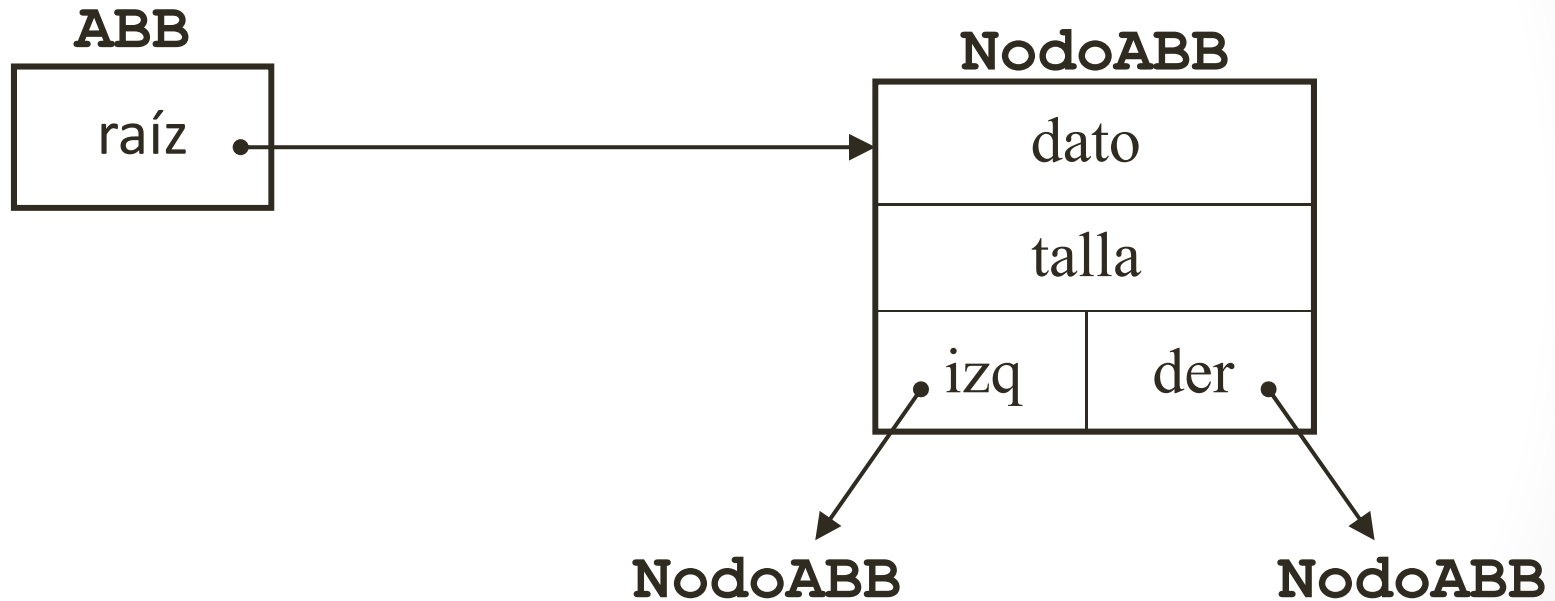 ABB
raíz
NodoABB
dato
talla
izq
der
NodoABB
NodoABB